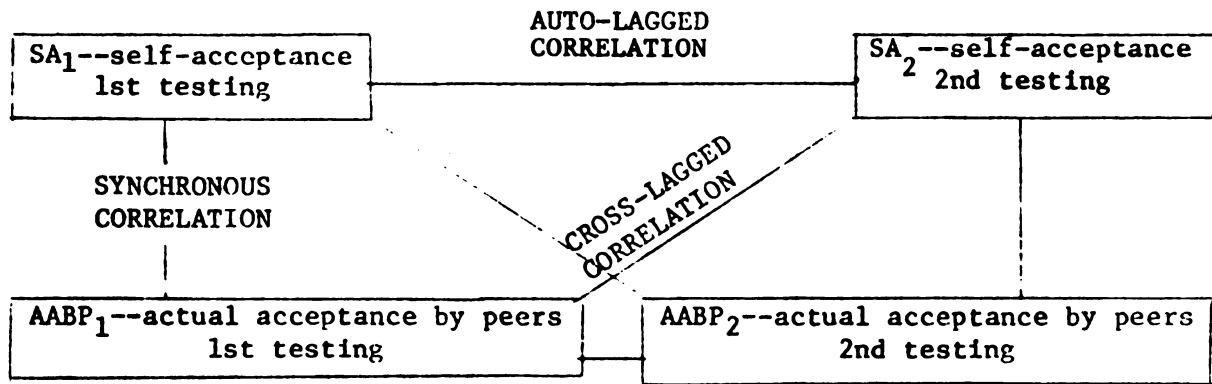 AUTO-LAGGED
CORRELATION
SA1--self-acceptance
1st testing
SA2--self-acceptance
2nd testing
SYNCHRONOUS
CORRELATION
CROSS-LAGGED
CORRELATION
AABP1--actual acceptance by peers
1st testing
AABP2--actual acceptance by peers
2nd testing